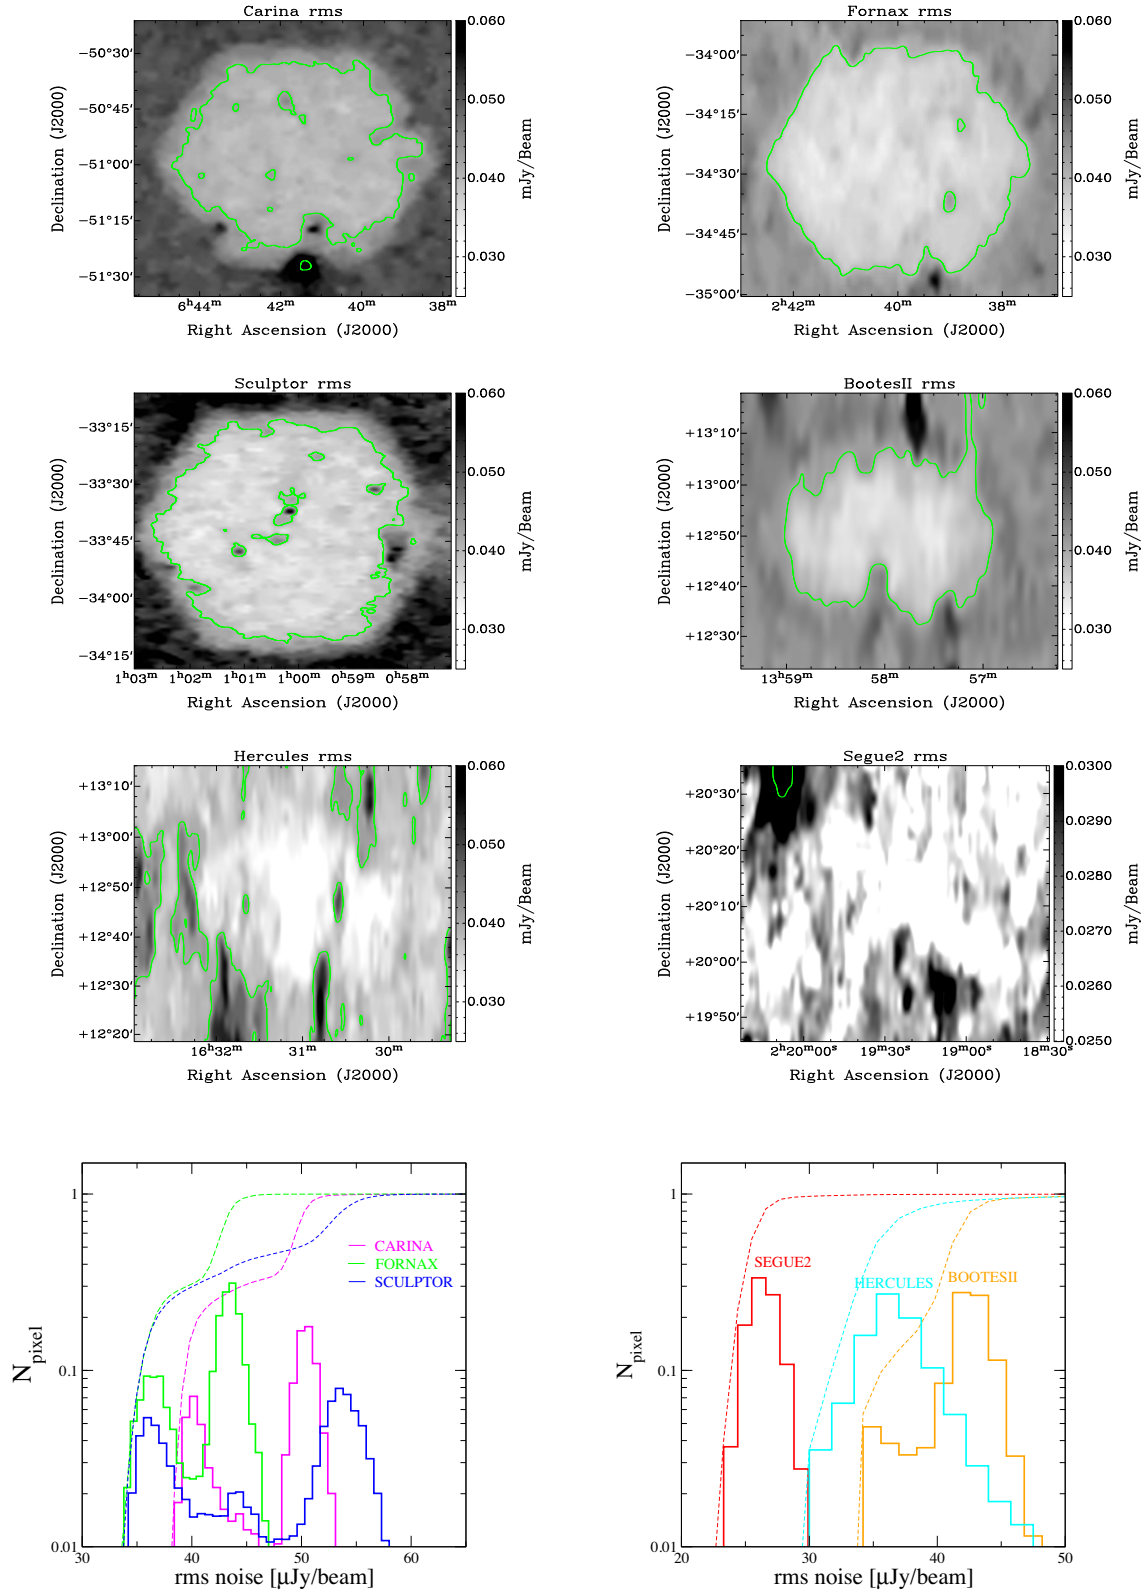 Carina rms
Declination (J2000)
−50°30′
−50°45′
−51°00′
−51°15′
−51°30′
6ʰ44ᵐ 42ᵐ 40ᵐ 38ᵐ
Right Ascension (J2000)
0.060
0.050
0.040
0.030
mJy/Beam
Fornax rms
Declination (J2000)
−34°00′
−34°15′
−34°30′
−34°45′
−35°00′
2ʰ42ᵐ 40ᵐ 38ᵐ
Right Ascension (J2000)
0.060
0.050
0.040
0.030
mJy/Beam
Sculptor rms
Declination (J2000)
−33°15′
−33°30′
−33°45′
−34°00′
−34°15′
1ʰ03ᵐ 1ʰ02ᵐ 1ʰ01ᵐ 1ʰ00ᵐ 0ʰ59ᵐ 0ʰ58ᵐ
Right Ascension (J2000)
0.060
0.050
0.040
0.030
mJy/Beam
BootesII rms
Declination (J2000)
+13°10′
+13°00′
+12°50′
+12°40′
+12°30′
13ʰ59ᵐ 58ᵐ 57ᵐ
Right Ascension (J2000)
0.060
0.050
0.040
0.030
mJy/Beam
Hercules rms
Declination (J2000)
+13°10′
+13°00′
+12°50′
+12°40′
+12°30′
+12°20′
16ʰ32ᵐ 31ᵐ 30ᵐ
Right Ascension (J2000)
0.060
0.050
0.040
0.030
mJy/Beam
Segue2 rms
Declination (J2000)
+20°30′
+20°20′
+20°10′
+20°00′
+19°50′
2ʰ20ᵐ00ˢ 19ᵐ30ˢ 19ᵐ00ˢ 18ᵐ30ˢ
Right Ascension (J2000)
0.0300
0.0290
0.0280
0.0270
0.0260
0.0250
mJy/Beam
N_pixel
1
0.1
0.01
CARINA
FORNAX
SCULPTOR
30 40 50 60
rms noise [μJy/beam]
N_pixel
1
0.1
0.01
SEGUE2
HERCULES
BOOTESII
20 30 40 50
rms noise [μJy/beam]